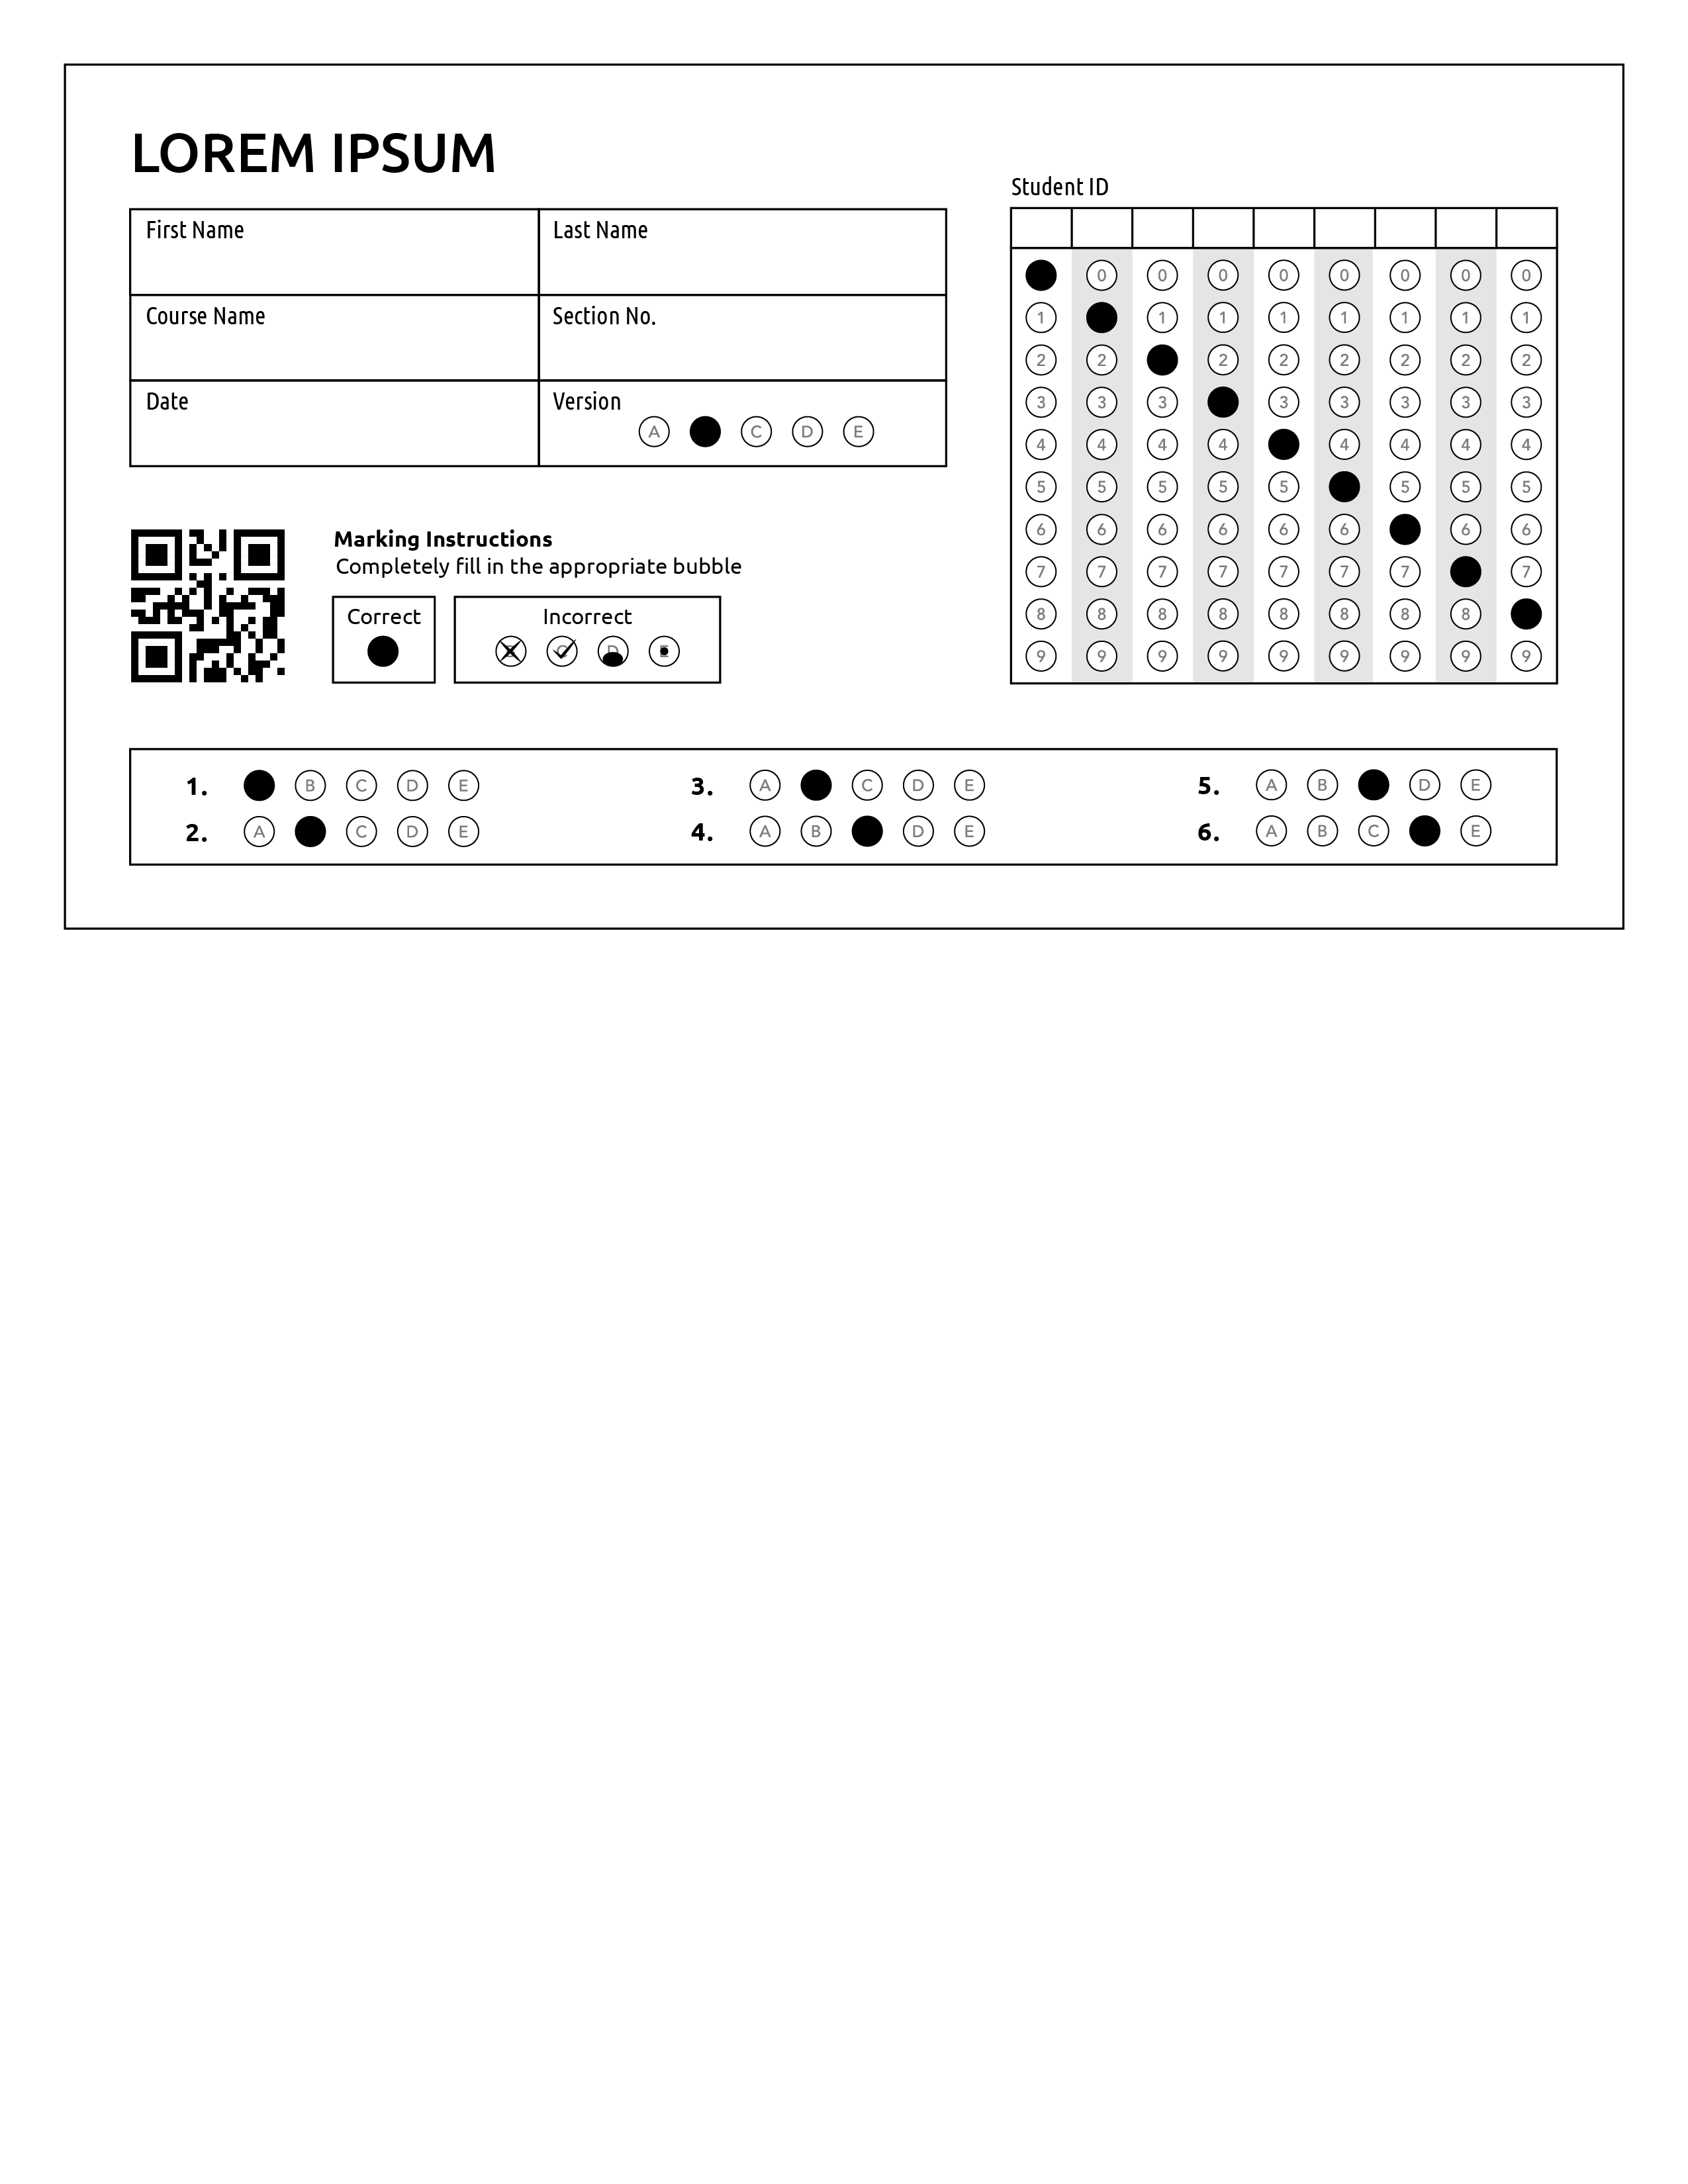 LOREM IPSUM
First Name
Last Name
Course Name
Section No.
Date
Version
A C D E
Marking Instructions
Completely fill in the appropriate bubble
Correct
Incorrect
Student ID
0 0 0 0 0 0 0 0
1 1 1 1 1 1 1 1
2 2 2 2 2 2 2 2
3 3 3 3 3 3 3 3
4 4 4 4 4 4 4 4
5 5 5 5 5 5 5 5
6 6 6 6 6 6 6 6
7 7 7 7 7 7 7 7
8 8 8 8 8 8 8 8
9 9 9 9 9 9 9 9 9
1. B C D E
2. A C D E
3. A C D E
4. A B D E
5. A B D E
6. A B C E